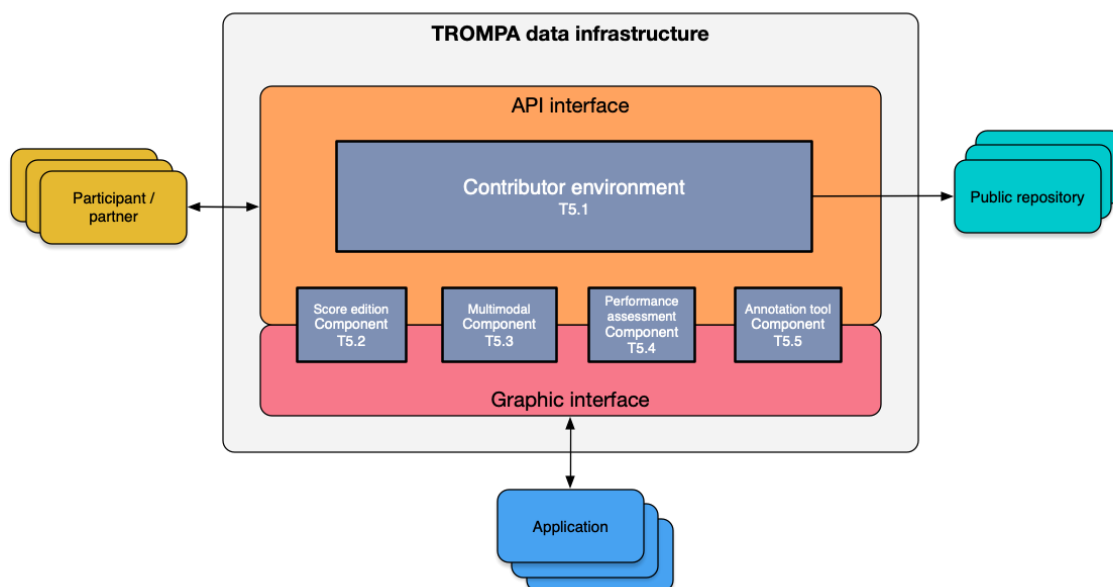 TROMPA data infrastructure
API interface
Contributor environment
T5.1
Participant /
partner
Public repository
Score edition
Component
T5.2
Multimodal
Component
T5.3
Performance
assessment
Component
T5.4
Annotation tool
Component
T5.5
Graphic interface
Application